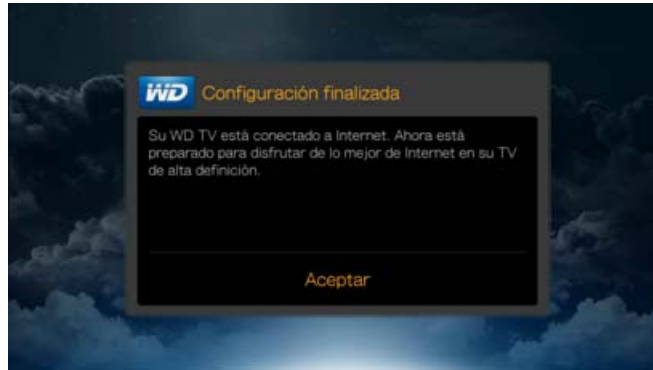 WD Configuración finalizada
Su WD TV está conectado a Internet. Ahora está
preparado para disfrutar de lo mejor de Internet en su TV
de alta definición.
Aceptar